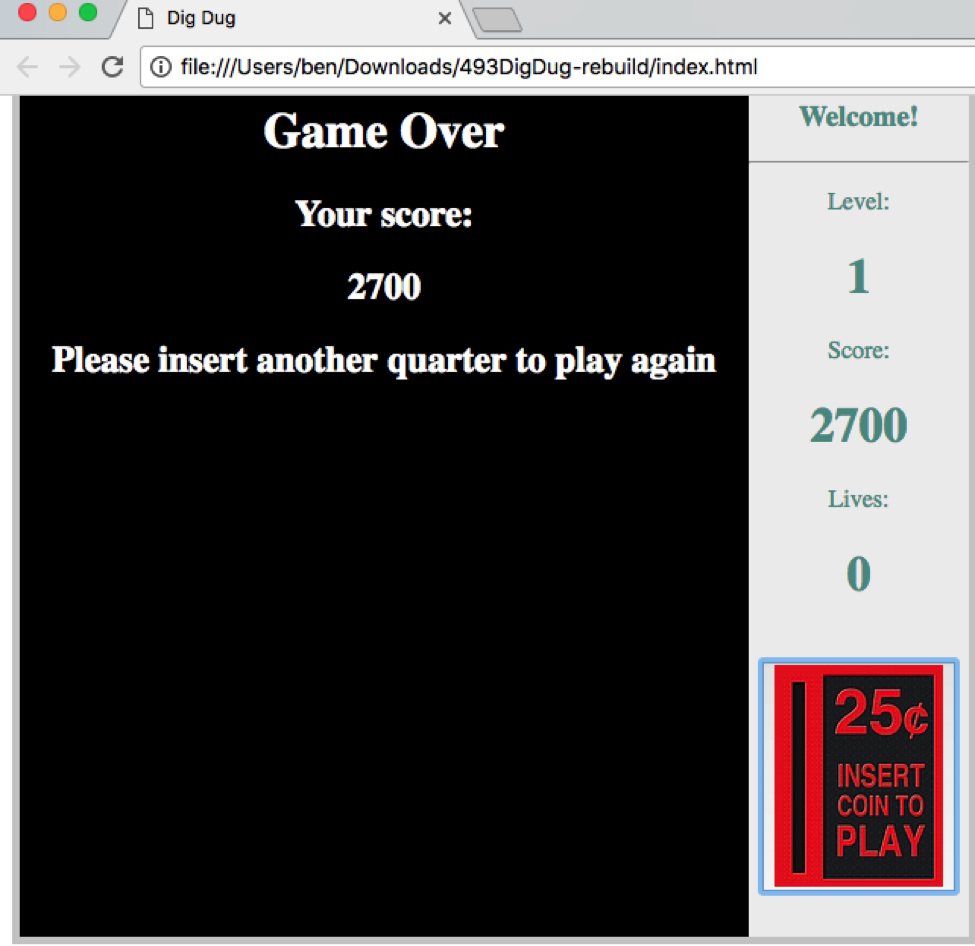 Dig Dug
file:///Users/ben/Downloads/493DigDug-rebuild/index.html
Game Over
Your score:
2700
Please insert another quarter to play again
Welcome!
Level:
1
Score:
2700
Lives:
0
25¢
INSERT
COIN TO
PLAY